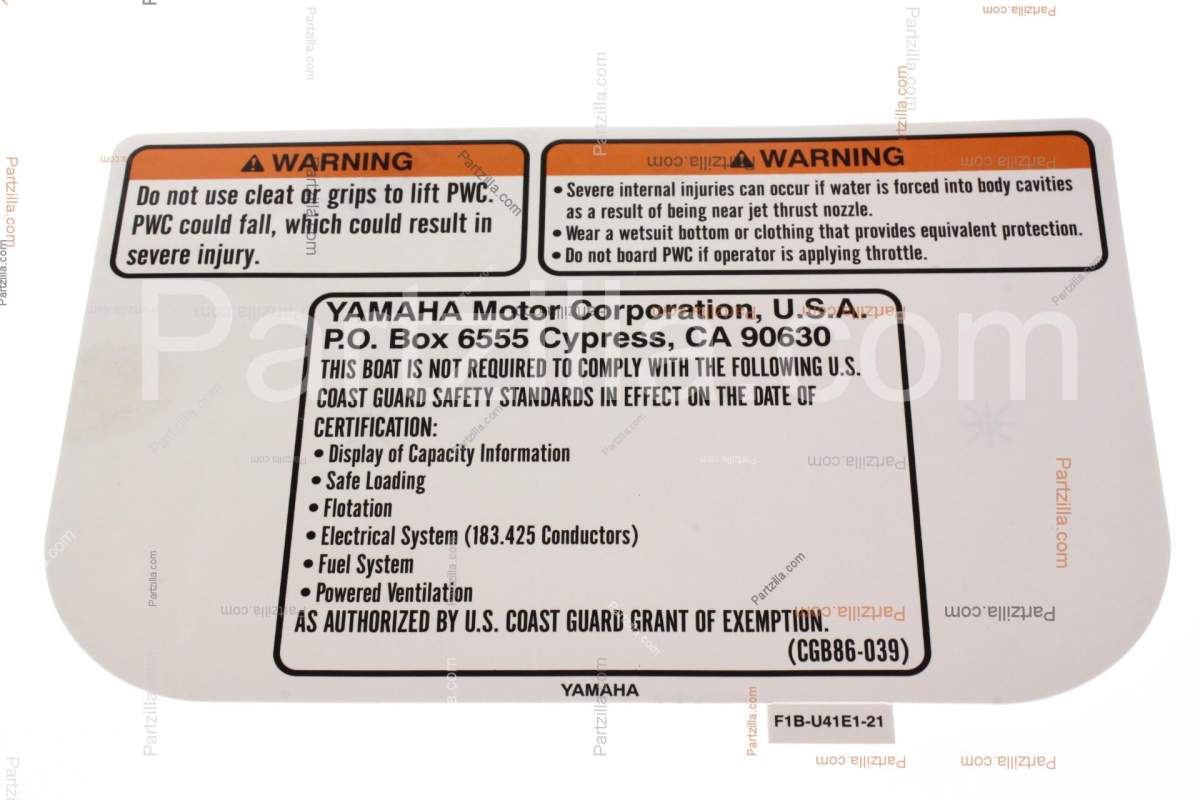 ⚠ WARNING
Do not use cleat or grips to lift PWC.
PWC could fall, which could result in
severe injury.
⚠ WARNING
• Severe internal injuries can occur if water is forced into body cavities
as a result of being near jet thrust nozzle.
• Wear a wetsuit bottom or clothing that provides equivalent protection.
• Do not board PWC if operator is applying throttle.
YAMAHA Motor Corporation, U.S.A.
P.O. Box 6555 Cypress, CA 90630
THIS BOAT IS NOT REQUIRED TO COMPLY WITH THE FOLLOWING U.S.
COAST GUARD SAFETY STANDARDS IN EFFECT ON THE DATE OF
CERTIFICATION:
• Display of Capacity Information
• Safe Loading
• Flotation
• Electrical System (183.425 Conductors)
• Fuel System
• Powered Ventilation
AS AUTHORIZED BY U.S. COAST GUARD GRANT OF EXEMPTION.
(CGB86-039)
YAMAHA
F1B-U41E1-21
Partzilla.com